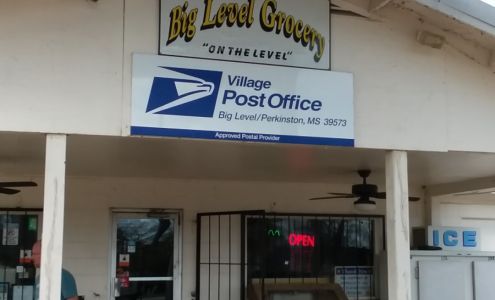 Big Level Grocery
"ON THE LEVEL"
Village
Post Office
Big Level/Perkinston, MS 39573
Approved Postal Provider
OPEN
ICE